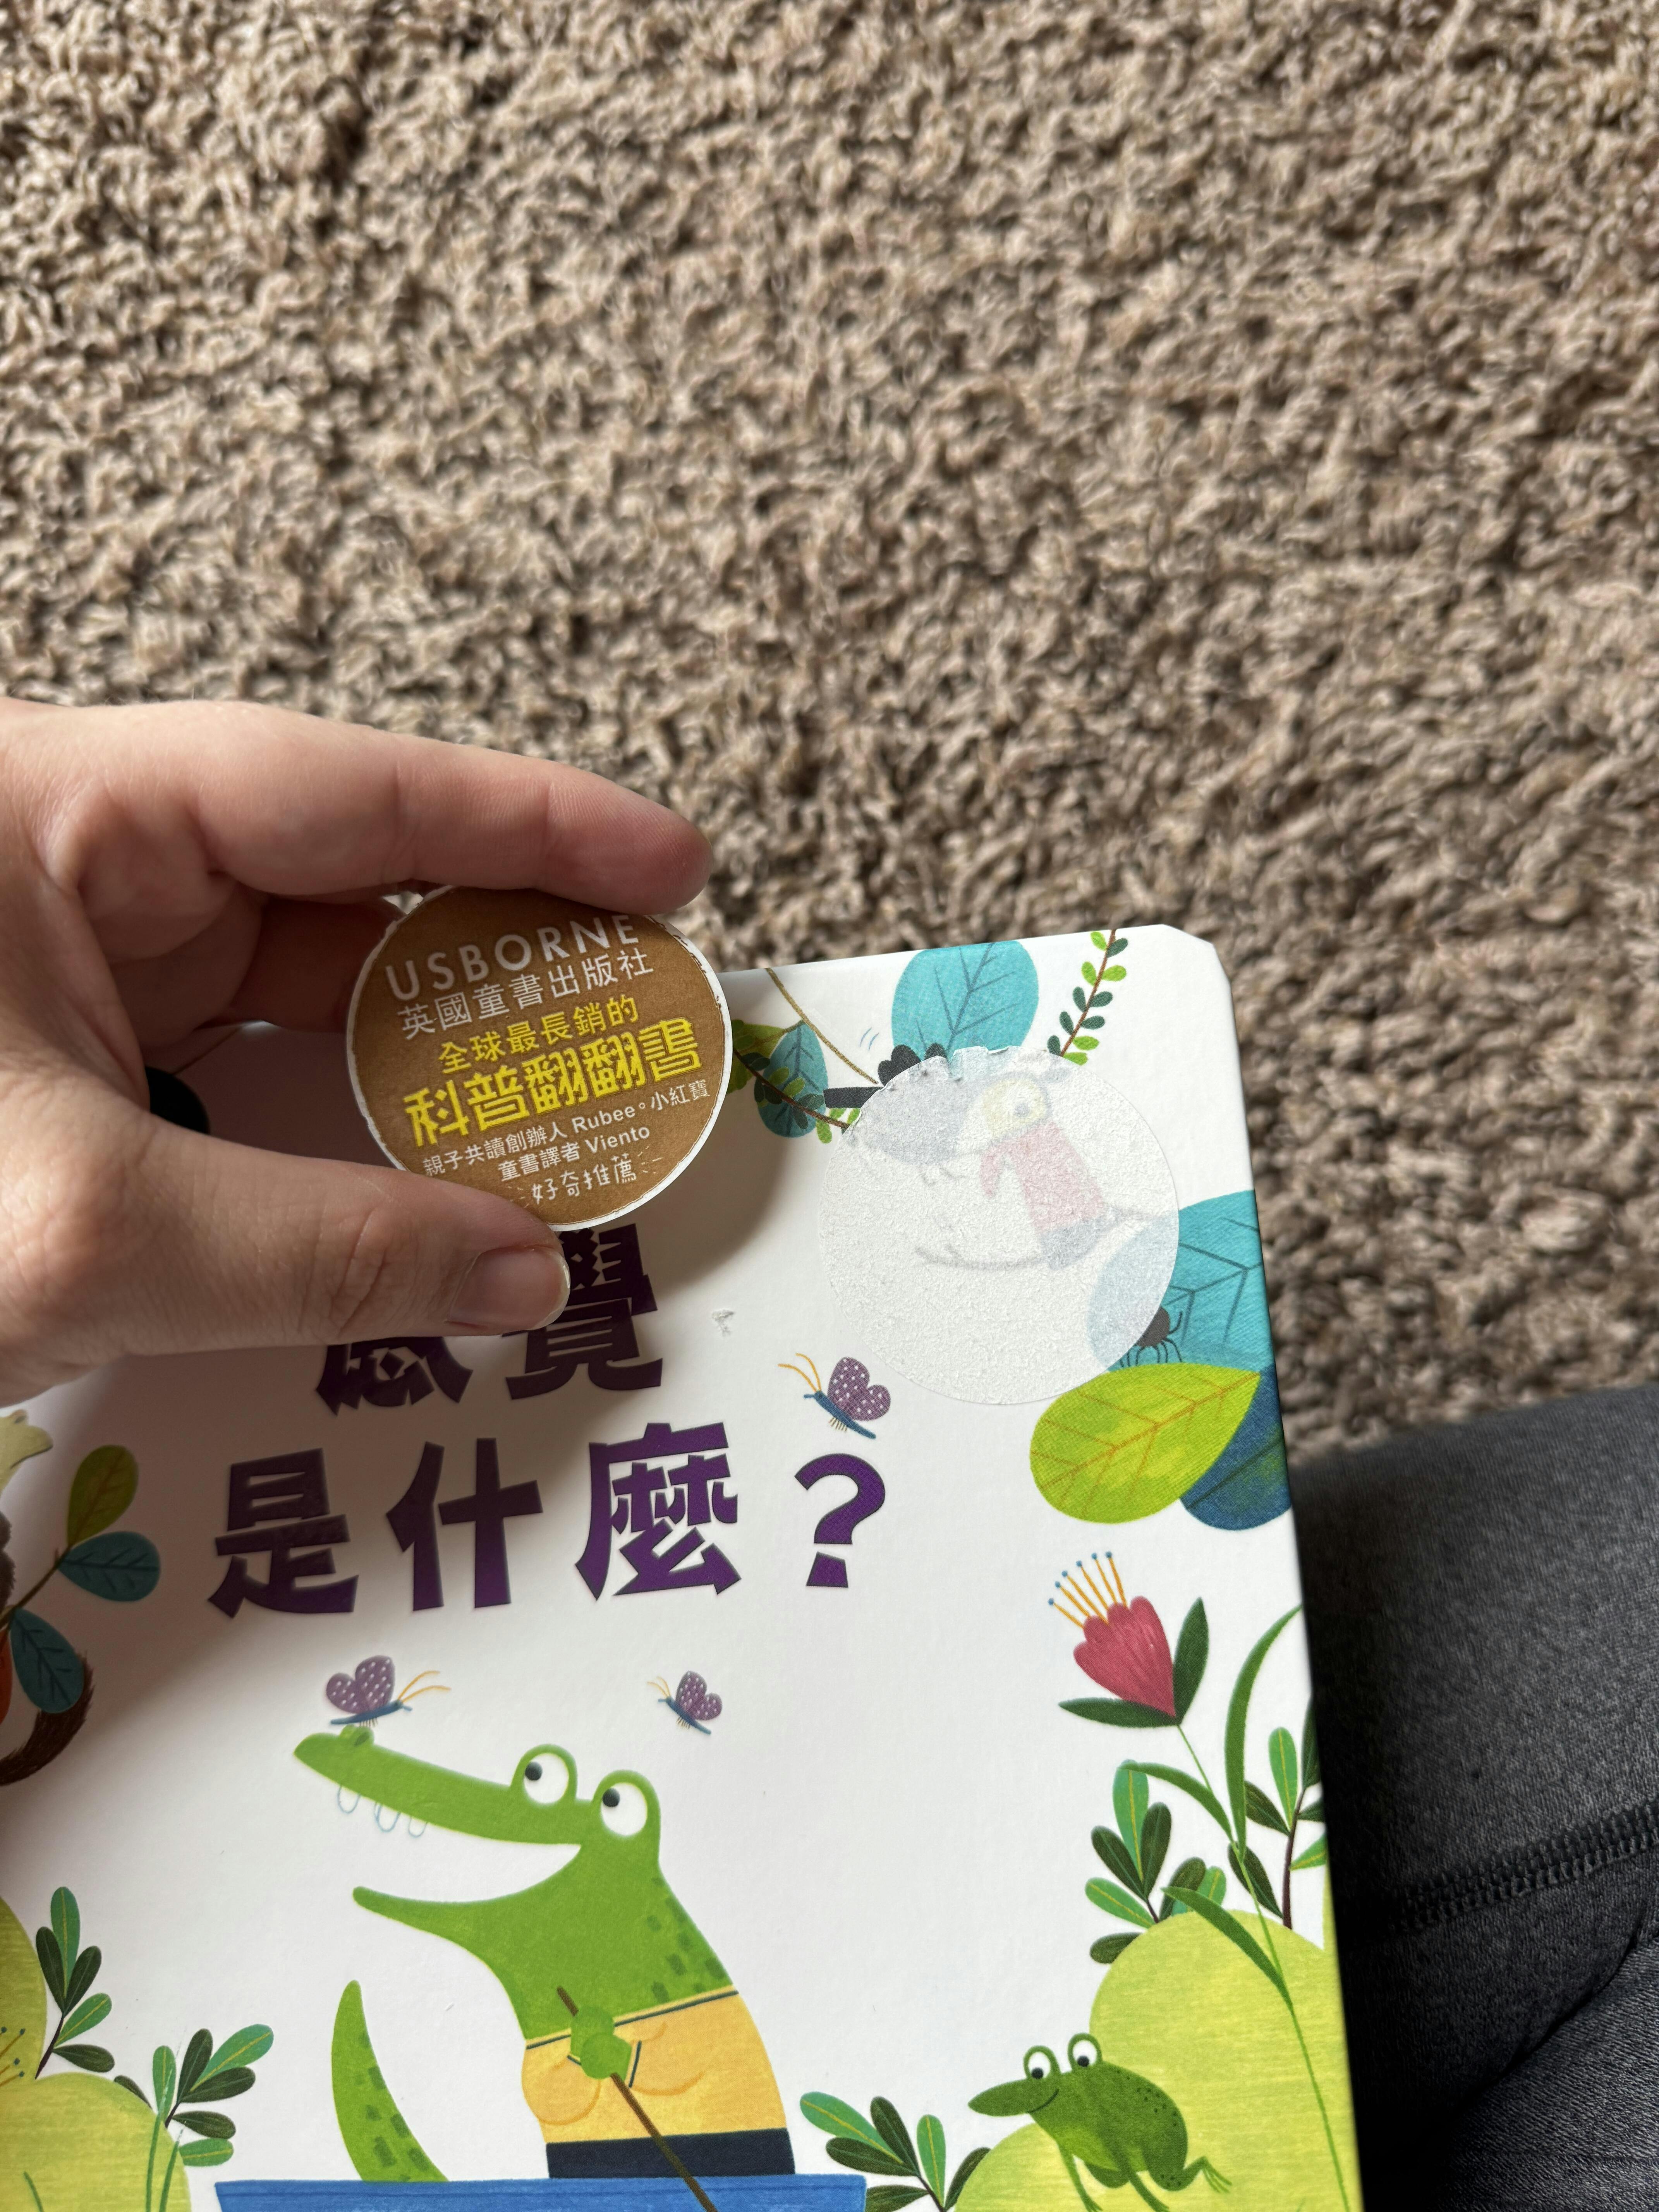 USBORNE
英國童書出版社
全球最長銷的
科普翻翻書
親子共讀創辦人 Rubee。小紅寶
童書譯者 Viento
好奇推薦
感覺
是什麼?